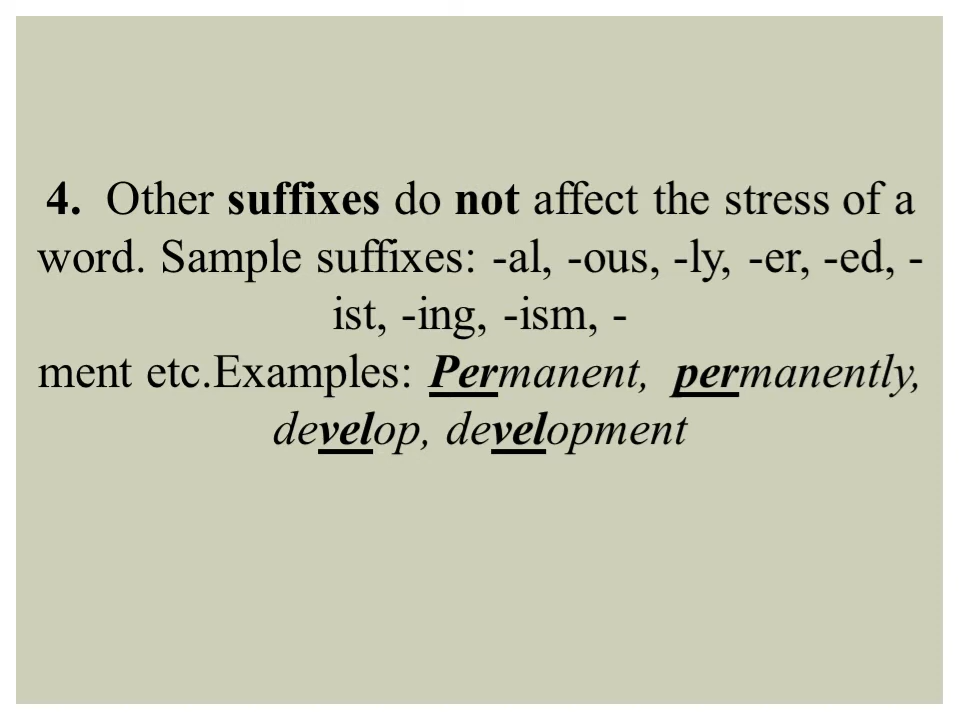 4. Other suffixes do not affect the stress of a
word. Sample suffixes: -al, -ous, -ly, -er, -ed, -
ist, -ing, -ism, -
ment etc.Examples: Permanent, permanently,
develop, development